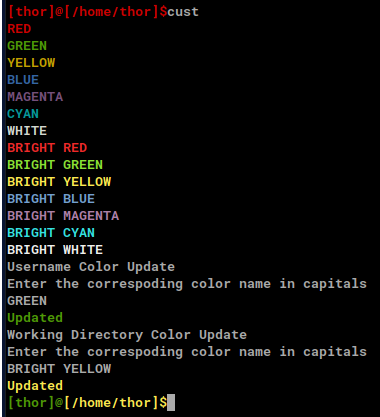 [thor]@[/home/thor]$cust
RED
GREEN
YELLOW
BLUE
MAGENTA
CYAN
WHITE
BRIGHT RED
BRIGHT GREEN
BRIGHT YELLOW
BRIGHT BLUE
BRIGHT MAGENTA
BRIGHT CYAN
BRIGHT WHITE
Username Color Update
Enter the correspoding color name in capitals
GREEN
Updated
Working Directory Color Update
Enter the correspoding color name in capitals
BRIGHT YELLOW
Updated
[thor]@[/home/thor]$